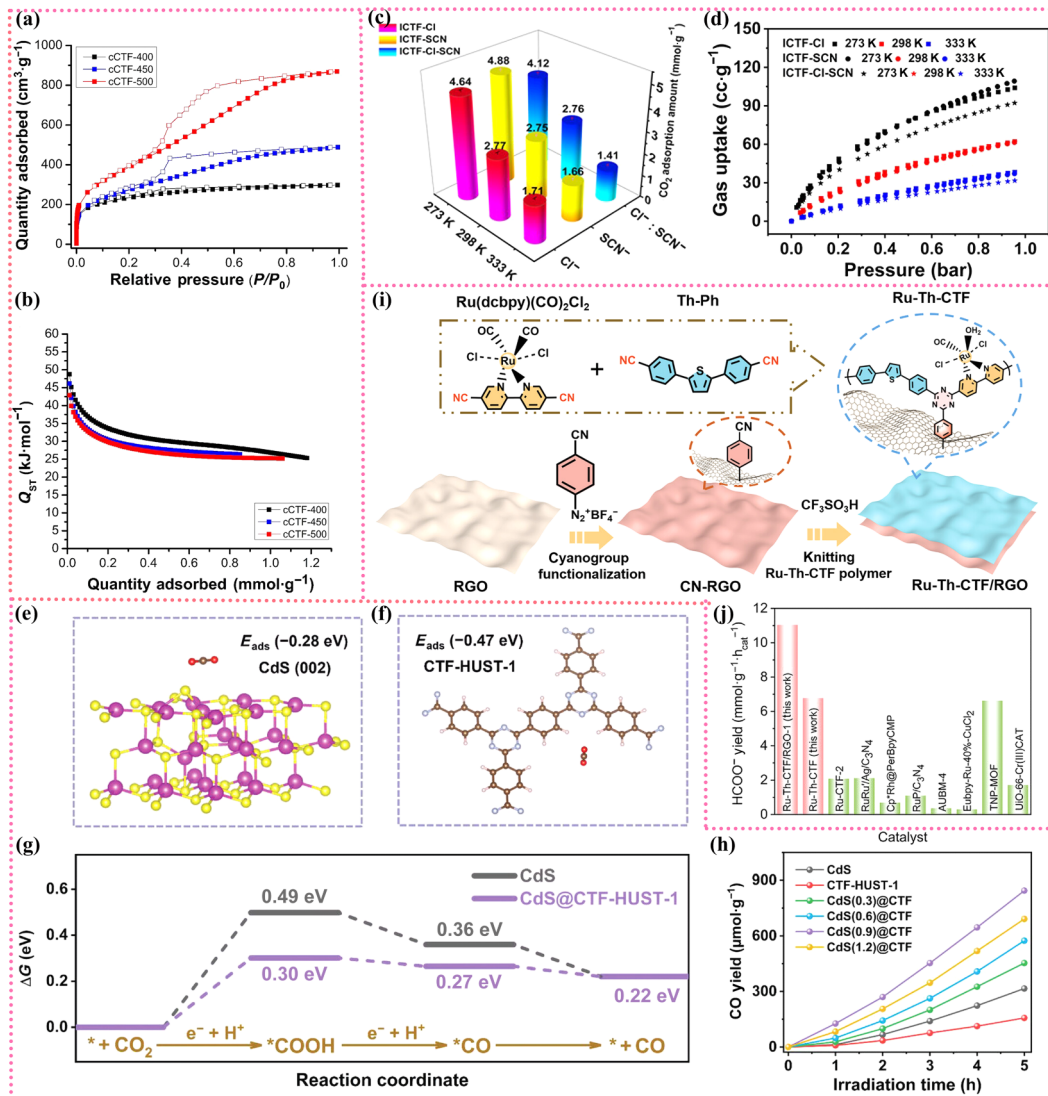 (a)
cCTF-400
cCTF-450
cCTF-500
Quantity adsorbed (cm³·g⁻¹)
1000
800
600
400
200
0
0.0 0.2 0.4 0.6 0.8 1.0
Relative pressure (P/P₀)
(b)
60
55
50
45
40
35
30
25
20
15
10
5
0
Q_ST (kJ·mol⁻¹)
cCTF-400
cCTF-450
cCTF-500
0.0 0.2 0.4 0.6 0.8 1.0 1.2
Quantity adsorbed (mmol·g⁻¹)
(c)
ICTF-Cl
ICTF-SCN
ICTF-Cl-SCN
4.64
4.88
4.12
2.77
2.75
2.76
1.71
1.66
1.41
5
4
3
2
1
0
CO₂ adsorption amount (mmol·g⁻¹)
273 K
298 K
333 K
Cl⁻
SCN⁻
Cl⁻ : SCN⁻
(d)
ICTF-Cl 273 K 298 K 333 K
ICTF-SCN 273 K 298 K 333 K
ICTF-Cl-SCN 273 K 298 K 333 K
Gas uptake (cc·g⁻¹)
150
120
90
60
30
0
0.0 0.2 0.4 0.6 0.8 1.0
Pressure (bar)
(i)
Ru(dcbpy)(CO)₂Cl₂
Th-Ph
Ru-Th-CTF
OC
CO
Cl
Cl
Ru
N
N
NC
CN
+
NC
S
CN
OH₂
OC
Cl
Cl
Ru
S
N
N
N
N
N
CN
N₂⁺BF₄⁻
CN
CF₃SO₃H
Cyanogroup
functionalization
Knitting
Ru-Th-CTF polymer
RGO
CN-RGO
Ru-Th-CTF/RGO
(e)
E_ads (−0.28 eV)
CdS (002)
(f)
E_ads (−0.47 eV)
CTF-HUST-1
(j)
HCOO⁻ yield (mmol·g⁻¹·h_cat⁻¹)
12
10
8
6
4
2
0
Ru-Th-CTF/RGO-1 (this work)
Ru-Th-CTF (this work)
Ru-CTF-2
RuRu'/Ag/C₃N₄
Cp*Rh@PerBpyCMP
RuP/C₃N₄
AUBM-4
Eubpy-Ru-40%-CuCl₂
TNP-MOF
UiO-66-Cr(III)CAT
Catalyst
(g)
CdS
CdS@CTF-HUST-1
ΔG (eV)
0.6
0.4
0.2
0.0
0.49 eV
0.36 eV
0.30 eV
0.27 eV
0.22 eV
* + CO₂
e⁻ + H⁺
*COOH
e⁻ + H⁺
*CO
* + CO
Reaction coordinate
(h)
CdS
CTF-HUST-1
CdS(0.3)@CTF
CdS(0.6)@CTF
CdS(0.9)@CTF
CdS(1.2)@CTF
CO yield (μmol·g⁻¹)
900
600
300
0
0 1 2 3 4 5
Irradiation time (h)